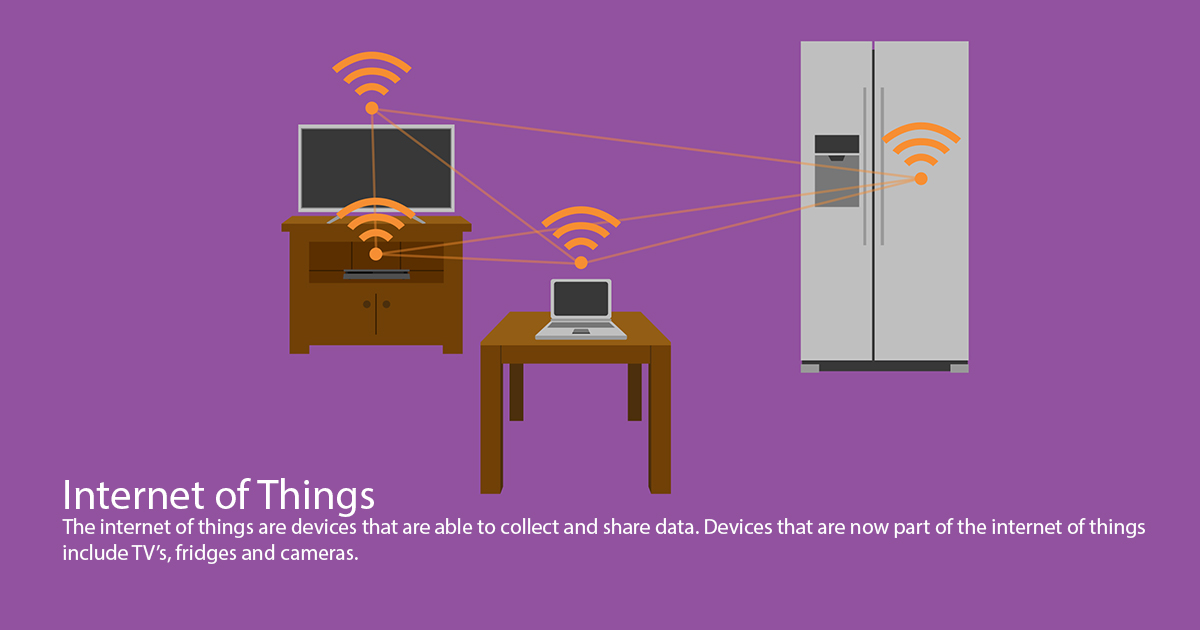 Internet of Things
The internet of things are devices that are able to collect and share data. Devices that are now part of the internet of things
include TV’s, fridges and cameras.